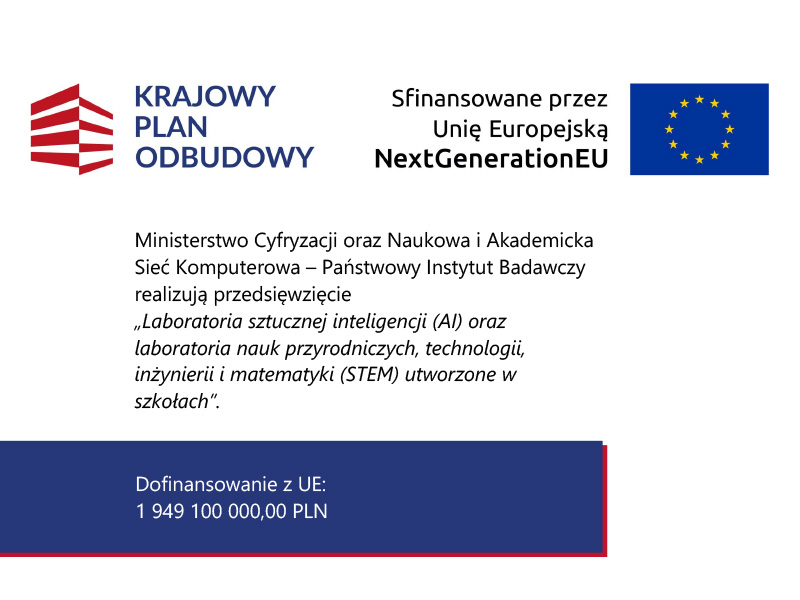 KRAJOWY
PLAN
ODBUDOWY
Sfinansowane przez
Unię Europejską
NextGenerationEU
Ministerstwo Cyfryzacji oraz Naukowa i Akademicka
Sieć Komputerowa – Państwowy Instytut Badawczy
realizują przedsięwzięcie
„Laboratoria sztucznej inteligencji (AI) oraz
laboratoria nauk przyrodniczych, technologii,
inżynierii i matematyki (STEM) utworzone w
szkołach”.
Dofinansowanie z UE:
1 949 100 000,00 PLN